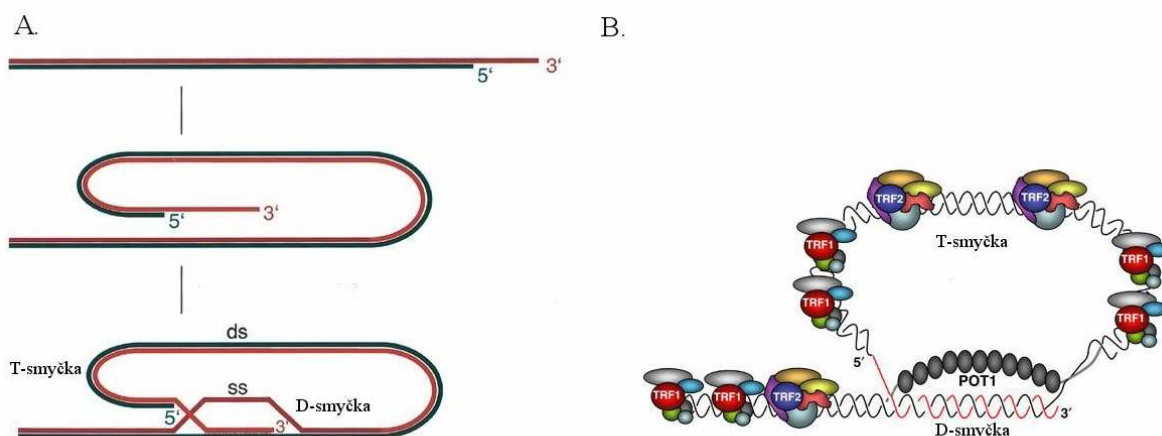 A.
5‘
3‘
5‘
3‘
ds
T-smyčka
ss
D-smyčka
5‘
3‘
B.
TRF2
TRF2
T-smyčka
TRF1
TRF1
TRF1
TRF1
5′
POT1
TRF1
TRF1
TRF2
3′
D-smyčka